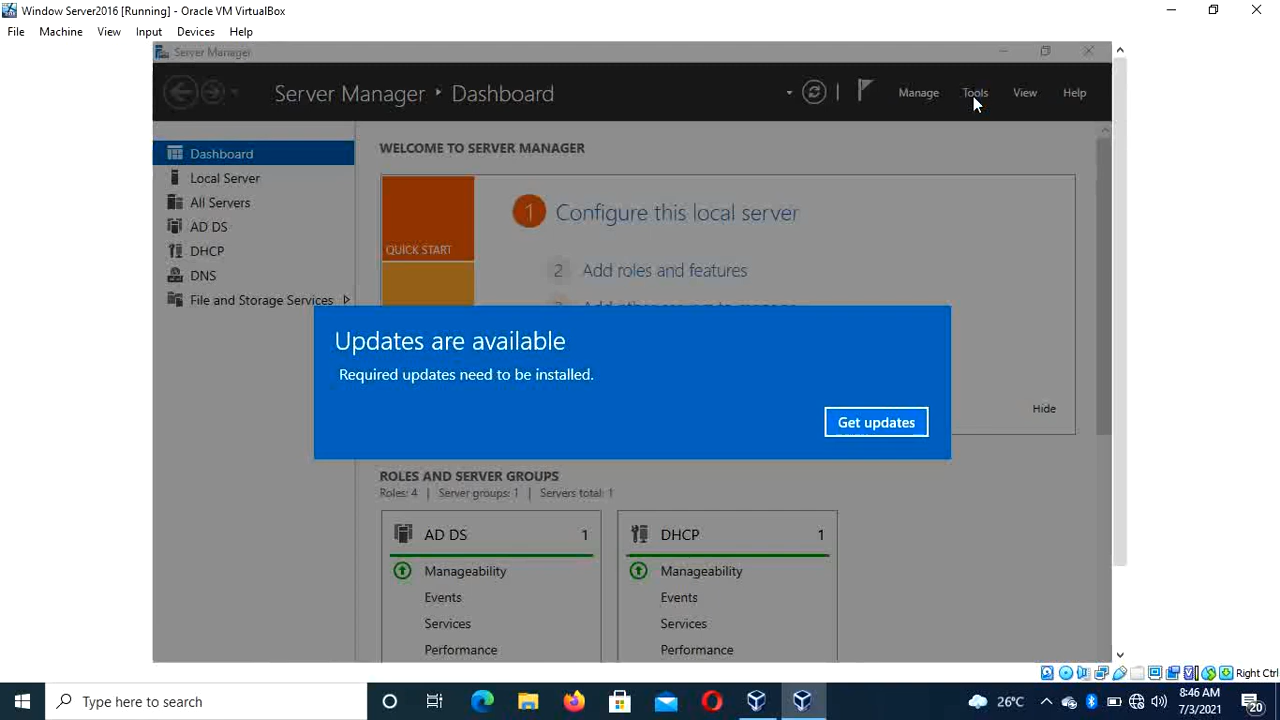 Window Server2016 [Running] - Oracle VM VirtualBox
File Machine View Input Devices Help
Server Manager
Server Manager ‣ Dashboard
Manage Tools View Help
Dashboard
Local Server
All Servers
AD DS
DHCP
DNS
File and Storage Services
WELCOME TO SERVER MANAGER
QUICK START
1 Configure this local server
2 Add roles and features
Updates are available
Required updates need to be installed.
Get updates
Hide
ROLES AND SERVER GROUPS
Roles: 4 | Server groups: 1 | Servers total: 1
AD DS 1
Manageability
Events
Services
Performance
DHCP 1
Manageability
Events
Services
Performance
Right Ctrl
Type here to search
26°C
8:46 AM
7/3/2021
20